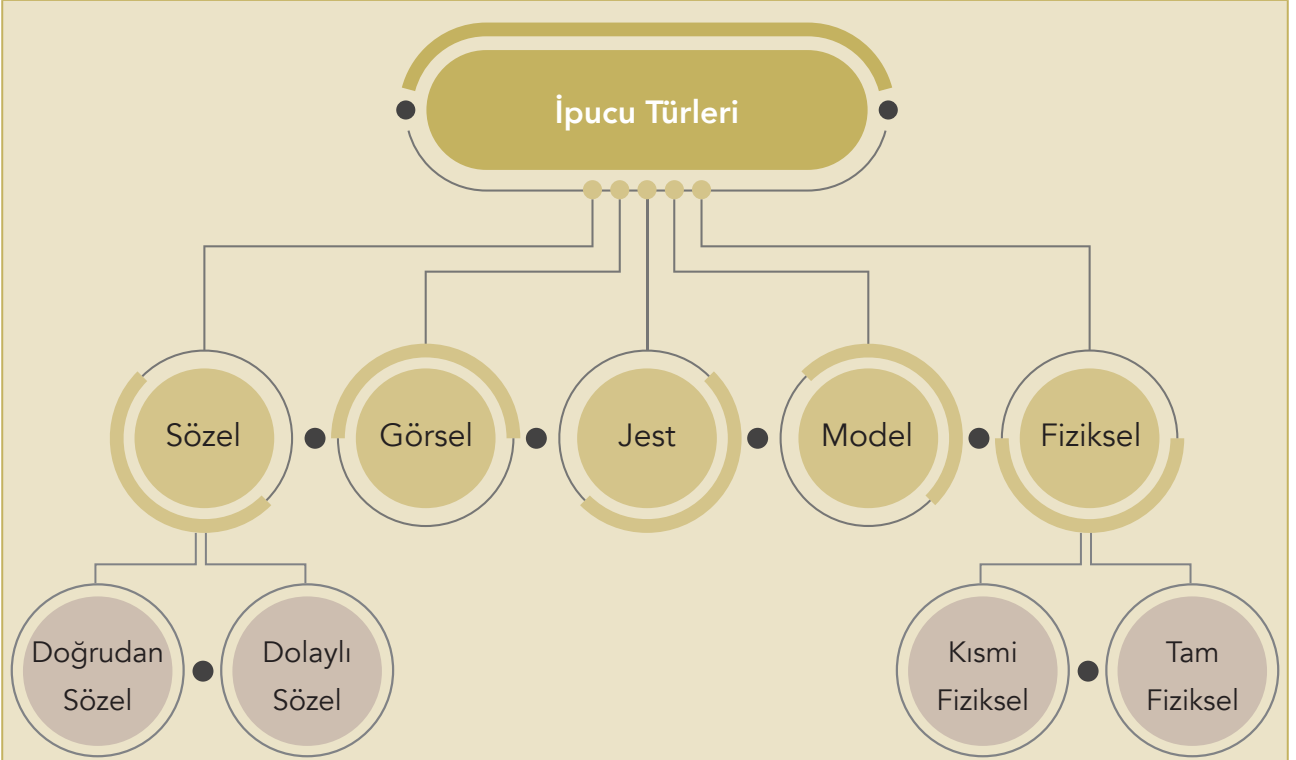 İpucu Türleri
Sözel
Görsel
Jest
Model
Fiziksel
Doğrudan
Sözel
Dolaylı
Sözel
Kısmi
Fiziksel
Tam
Fiziksel